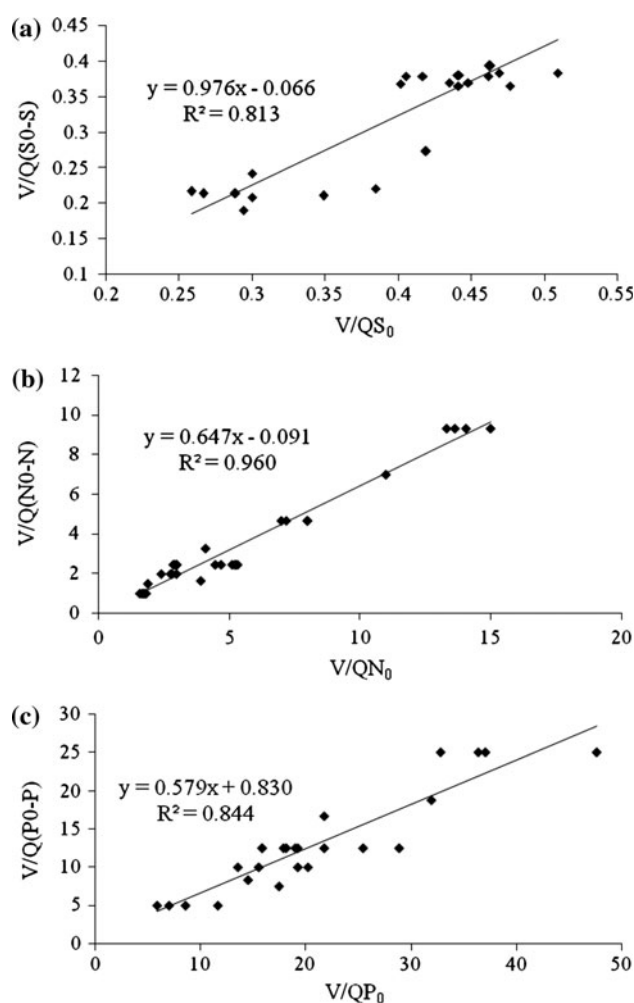 (a)
0.45
0.4
0.35
0.3
0.25
0.2
0.15
0.1
V/Q(S0-S)
y = 0.976x - 0.066
R² = 0.813
0.2 0.25 0.3 0.35 0.4 0.45 0.5 0.55
V/QS₀
(b)
12
10
8
6
4
2
0
V/Q(N0-N)
y = 0.647x - 0.091
R² = 0.960
0 5 10 15 20
V/QN₀
(c)
30
25
20
15
10
5
0
V/Q(P0-P)
y = 0.579x + 0.830
R² = 0.844
0 10 20 30 40 50
V/QP₀